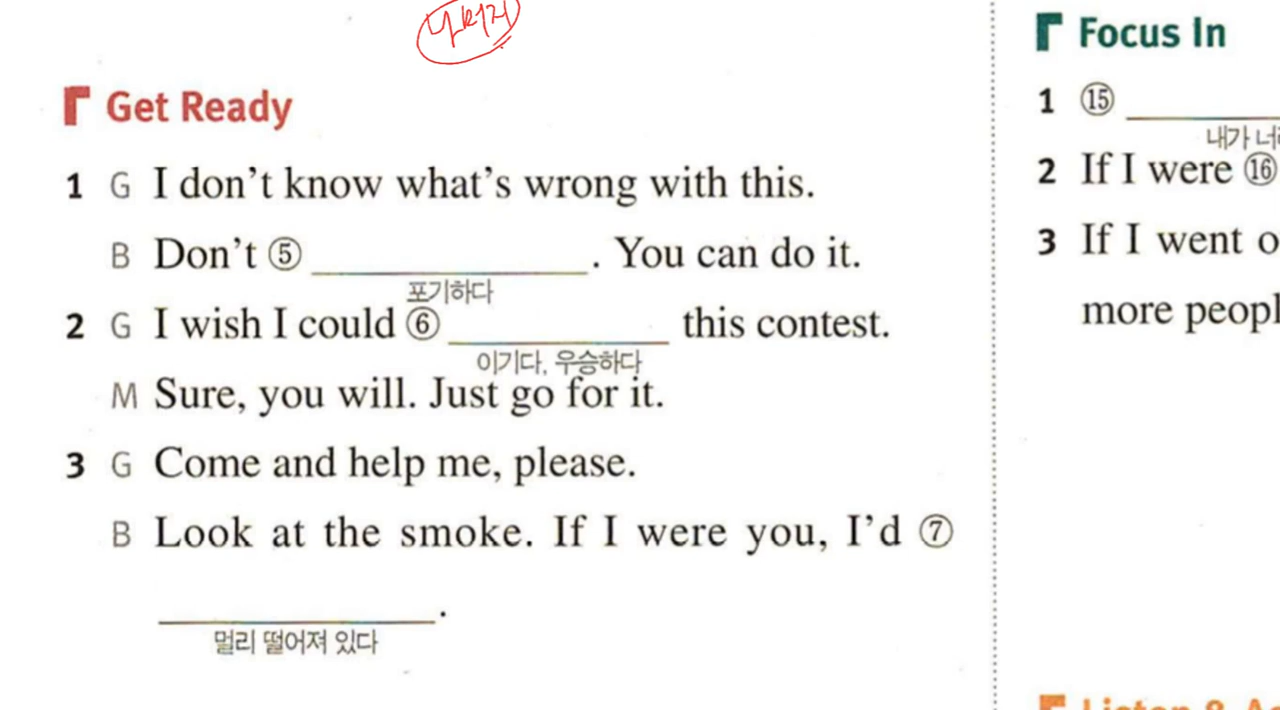 나머지
Get Ready
1 G I don't know what's wrong with this.
B Don't ⑤ ____________. You can do it.
포기하다
2 G I wish I could ⑥ __________ this contest.
이기다, 우승하다
M Sure, you will. Just go for it.
3 G Come and help me, please.
B Look at the smoke. If I were you, I'd ⑦
____________.
멀리 떨어져 있다
Focus In
1 ⑮ ________
내가
2 If I were ⑯
3 If I went
more